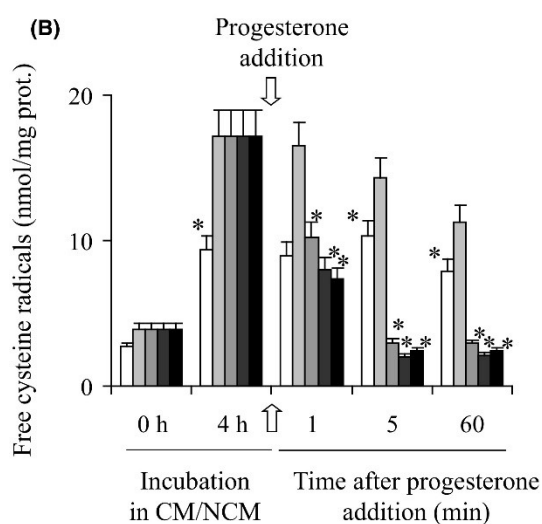 (B)
Progesterone
addition
Free cysteine radicals (nmol/mg prot.)
20
10
0
*
*
* *
*
* * *
*
* * *
0 h 4 h 1 5 60
Incubation
in CM/NCM
Time after progesterone
addition (min)